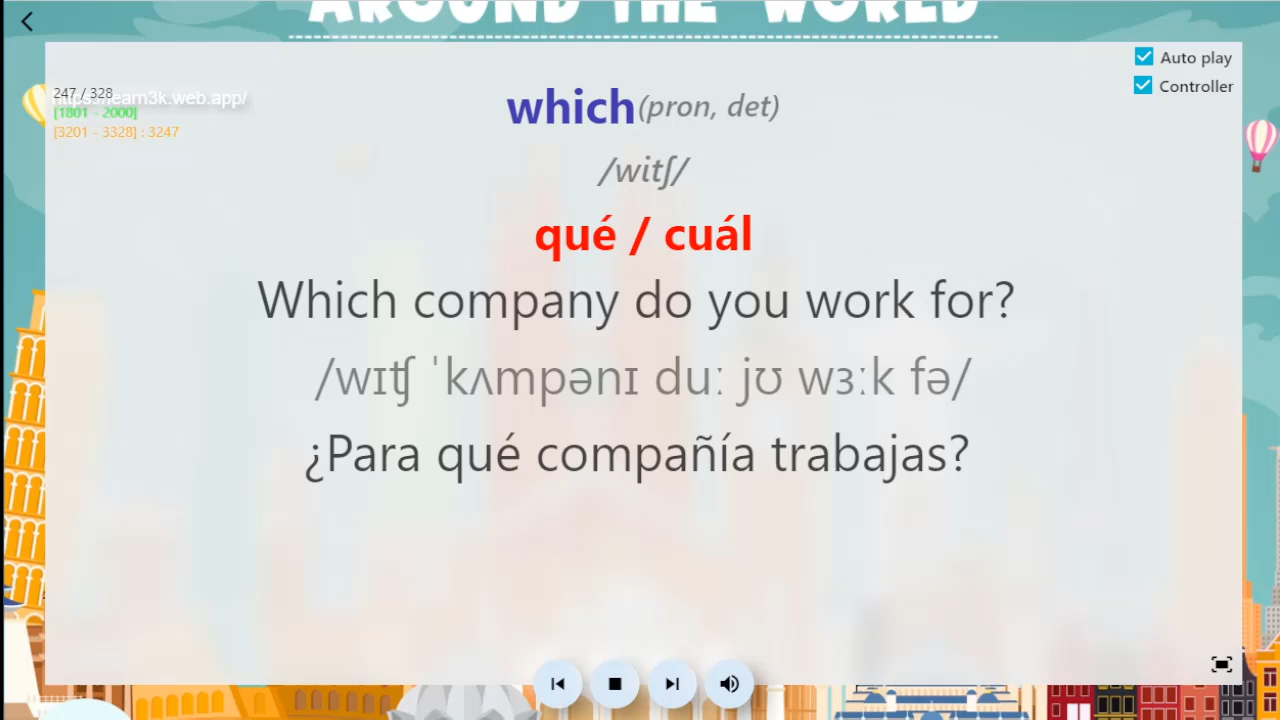 AROUND THE WORLD
Auto play
Controller
247 / 328
https://learn3k.web.app/
[1801 - 2000]
[3201 - 3328] : 3247
which(pron, det)
/witʃ/
qué / cuál
Which company do you work for?
/wɪʧ ˈkʌmpənɪ duː jʊ wɜːk fə/
¿Para qué compañía trabajas?